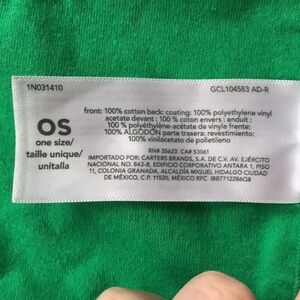 1N031410
GCL104583 AD-R
OS
one size/
taille unique/
unitalla
front: 100% cotton back: coating: 100% polyethylene vinyl
acetate devant : 100 % coton envers : enduit :
100 % polyéthylène-acétate de vinyle frente:
100% ALGODÓN parte trasera: revestimiento:
100% vinilacetato de polietileno
RN# 35623 CA# 53061
IMPORTADO POR: CARTERS BRANDS, S.A. DE C.V. AV. EJÉRCITO
NACIONAL NO. 843-B, EDIFICIO CORPORATIVO ANTARA 1, PISO
11, COLONIA GRANADA, ALCALDÍA MIGUEL HIDALGO CIUDAD
DE MÉXICO, C.P. 11520, MÉXICO RFC